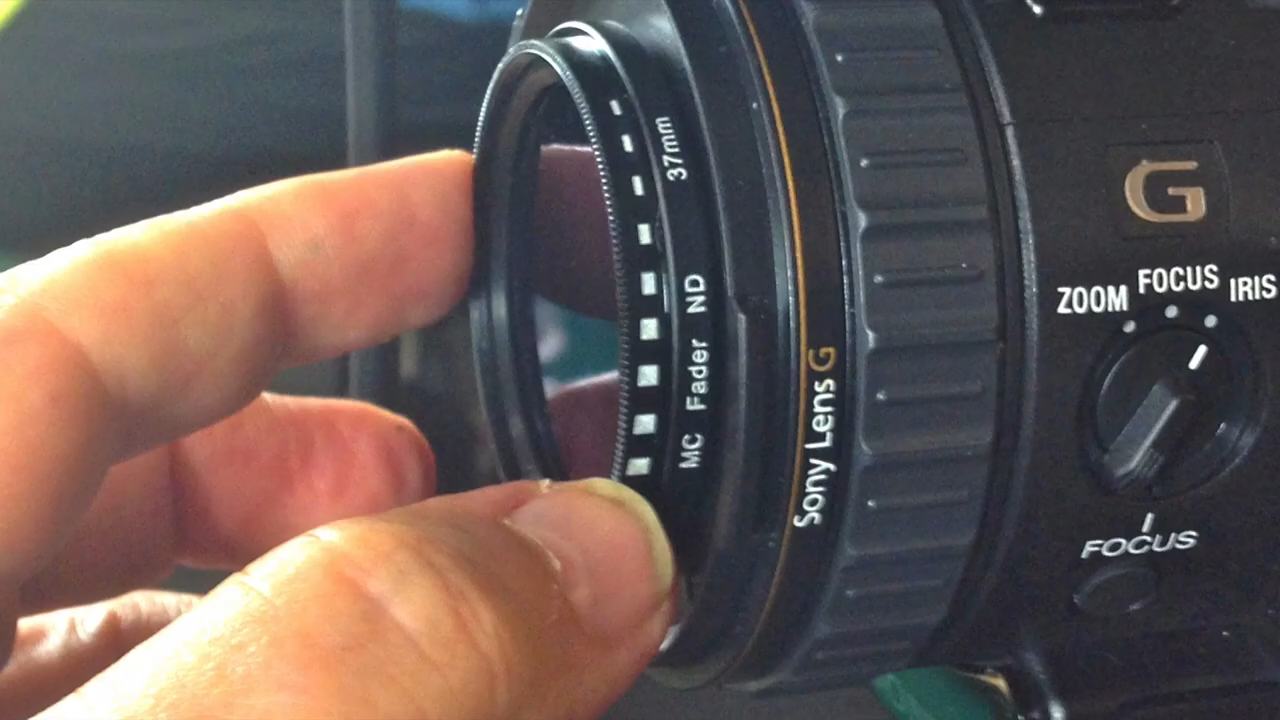 37mm
MC Fader ND
Sony Lens G
G
ZOOM FOCUS IRIS
FOCUS